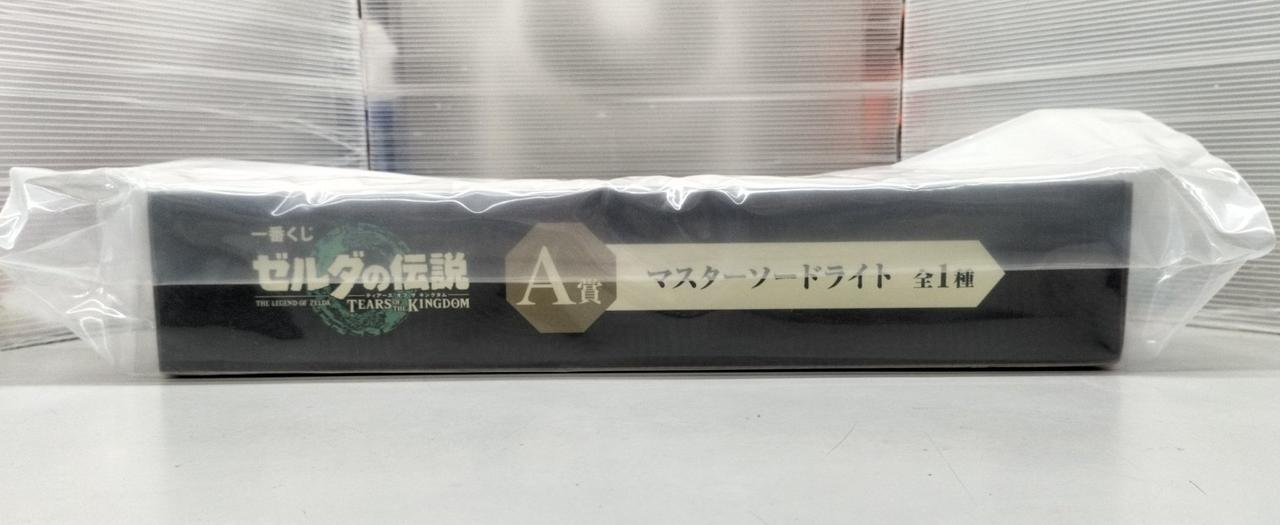 一番くじ
ゼルダの伝説
ティアーズ オブ ザ キングダム
THE LEGEND OF ZELDA TEARS OF THE KINGDOM
A賞 マスターソードライト 全1種